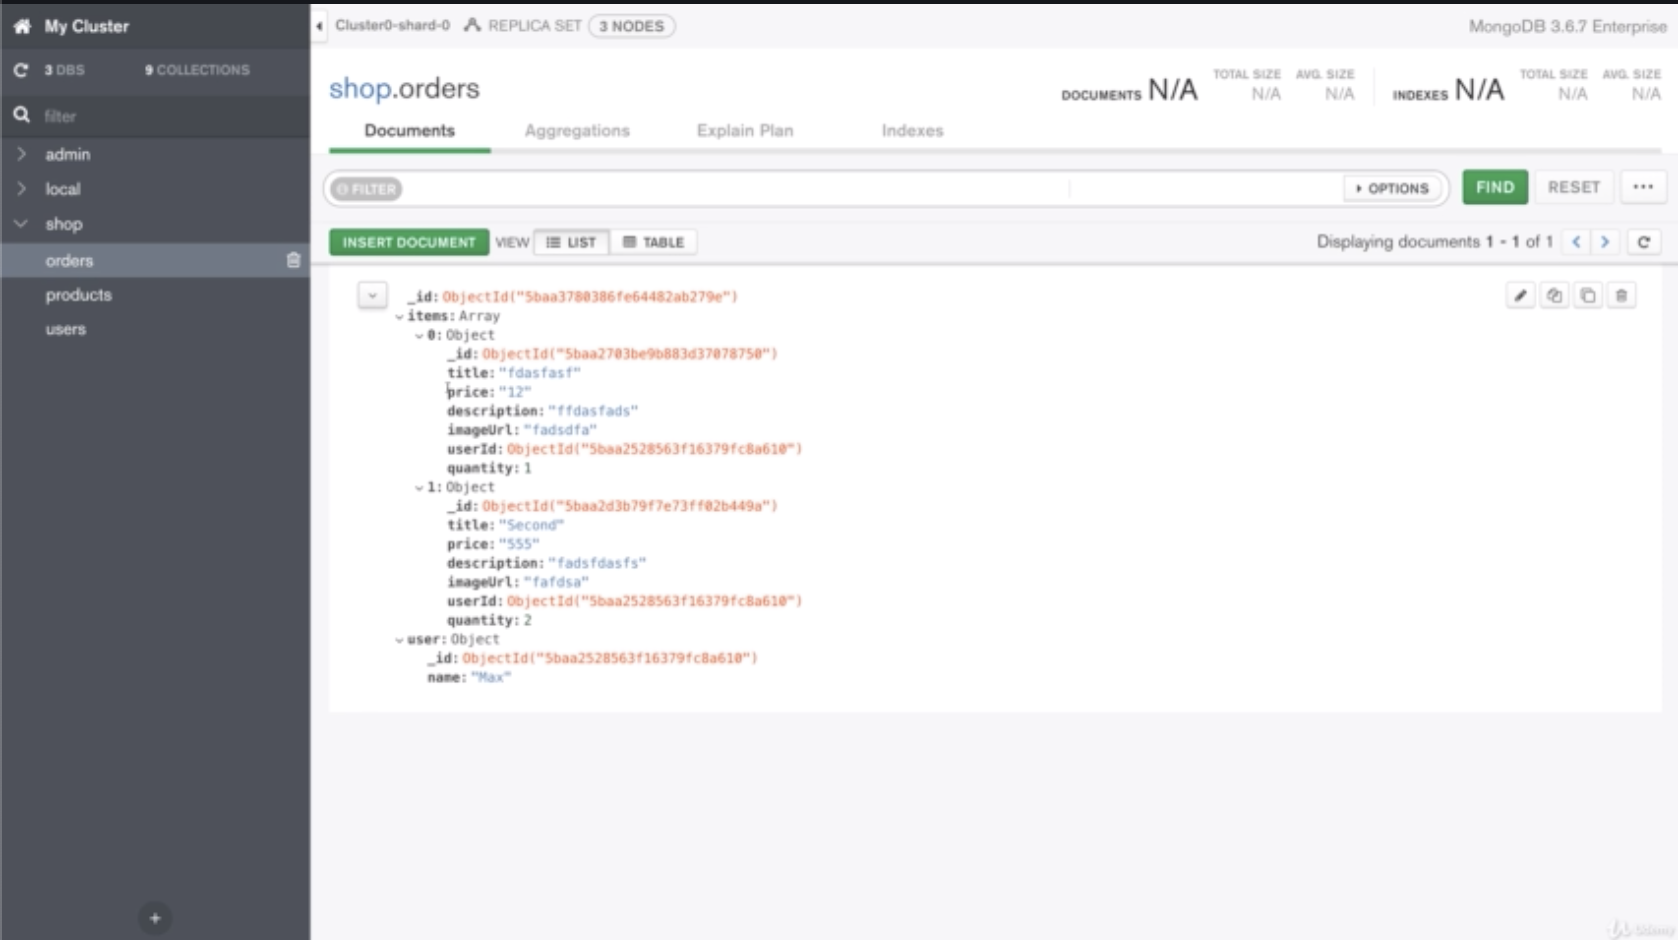 My Cluster
Cluster0-shard-0 REPLICA SET 3 NODES
MongoDB 3.6.7 Enterprise
3 DBS 9 COLLECTIONS
filter
admin
local
shop
orders
products
users
+
shop.orders
DOCUMENTS N/A TOTAL SIZE N/A AVG. SIZE N/A
INDEXES N/A TOTAL SIZE N/A AVG. SIZE N/A
Documents Aggregations Explain Plan Indexes
FILTER OPTIONS FIND RESET ...
INSERT DOCUMENT VIEW LIST TABLE
Displaying documents 1 - 1 of 1
_id: ObjectId("5baa3780386fe64482ab279e")
items: Array
0: Object
_id: ObjectId("5baa2703be9b883d37078750")
title: "fdasfasf"
price: "12"
description: "ffdasfads"
imageUrl: "fadsdfa"
userId: ObjectId("5baa2528563f16379fc8a610")
quantity: 1
1: Object
_id: ObjectId("5baa2d3b79f7e73ff02b449a")
title: "Second"
price: "555"
description: "fadsfdasfs"
imageUrl: "fafdsa"
userId: ObjectId("5baa2528563f16379fc8a610")
quantity: 2
user: Object
_id: ObjectId("5baa2528563f16379fc8a610")
name: "Max"
Udemy